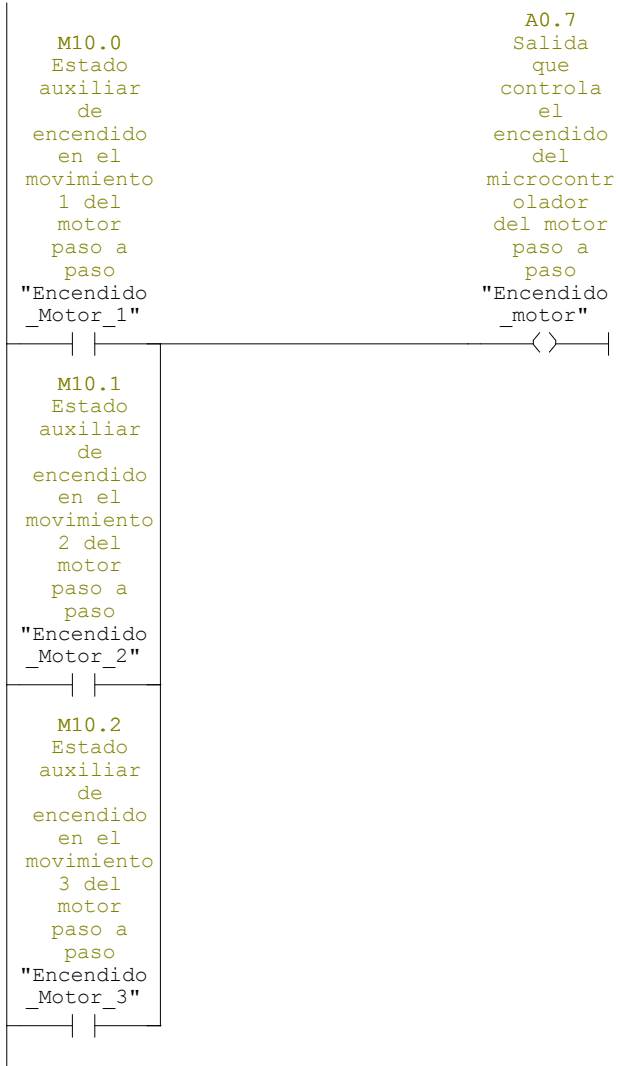 A0.7
M10.0
Salida
Estado
que
auxiliar
controla
de
el
encendido
encendido
en el
del
movimiento
microcontr
1 del
olador
motor
del motor
paso a
paso a
paso
paso
"Encendido
"Encendido
_Motor_1"
_motor"
M10.1
Estado
auxiliar
de
encendido
en el
movimiento
2 del
motor
paso a
paso
"Encendido
_Motor_2"
M10.2
Estado
auxiliar
de
encendido
en el
movimiento
3 del
motor
paso a
paso
"Encendido
_Motor_3"